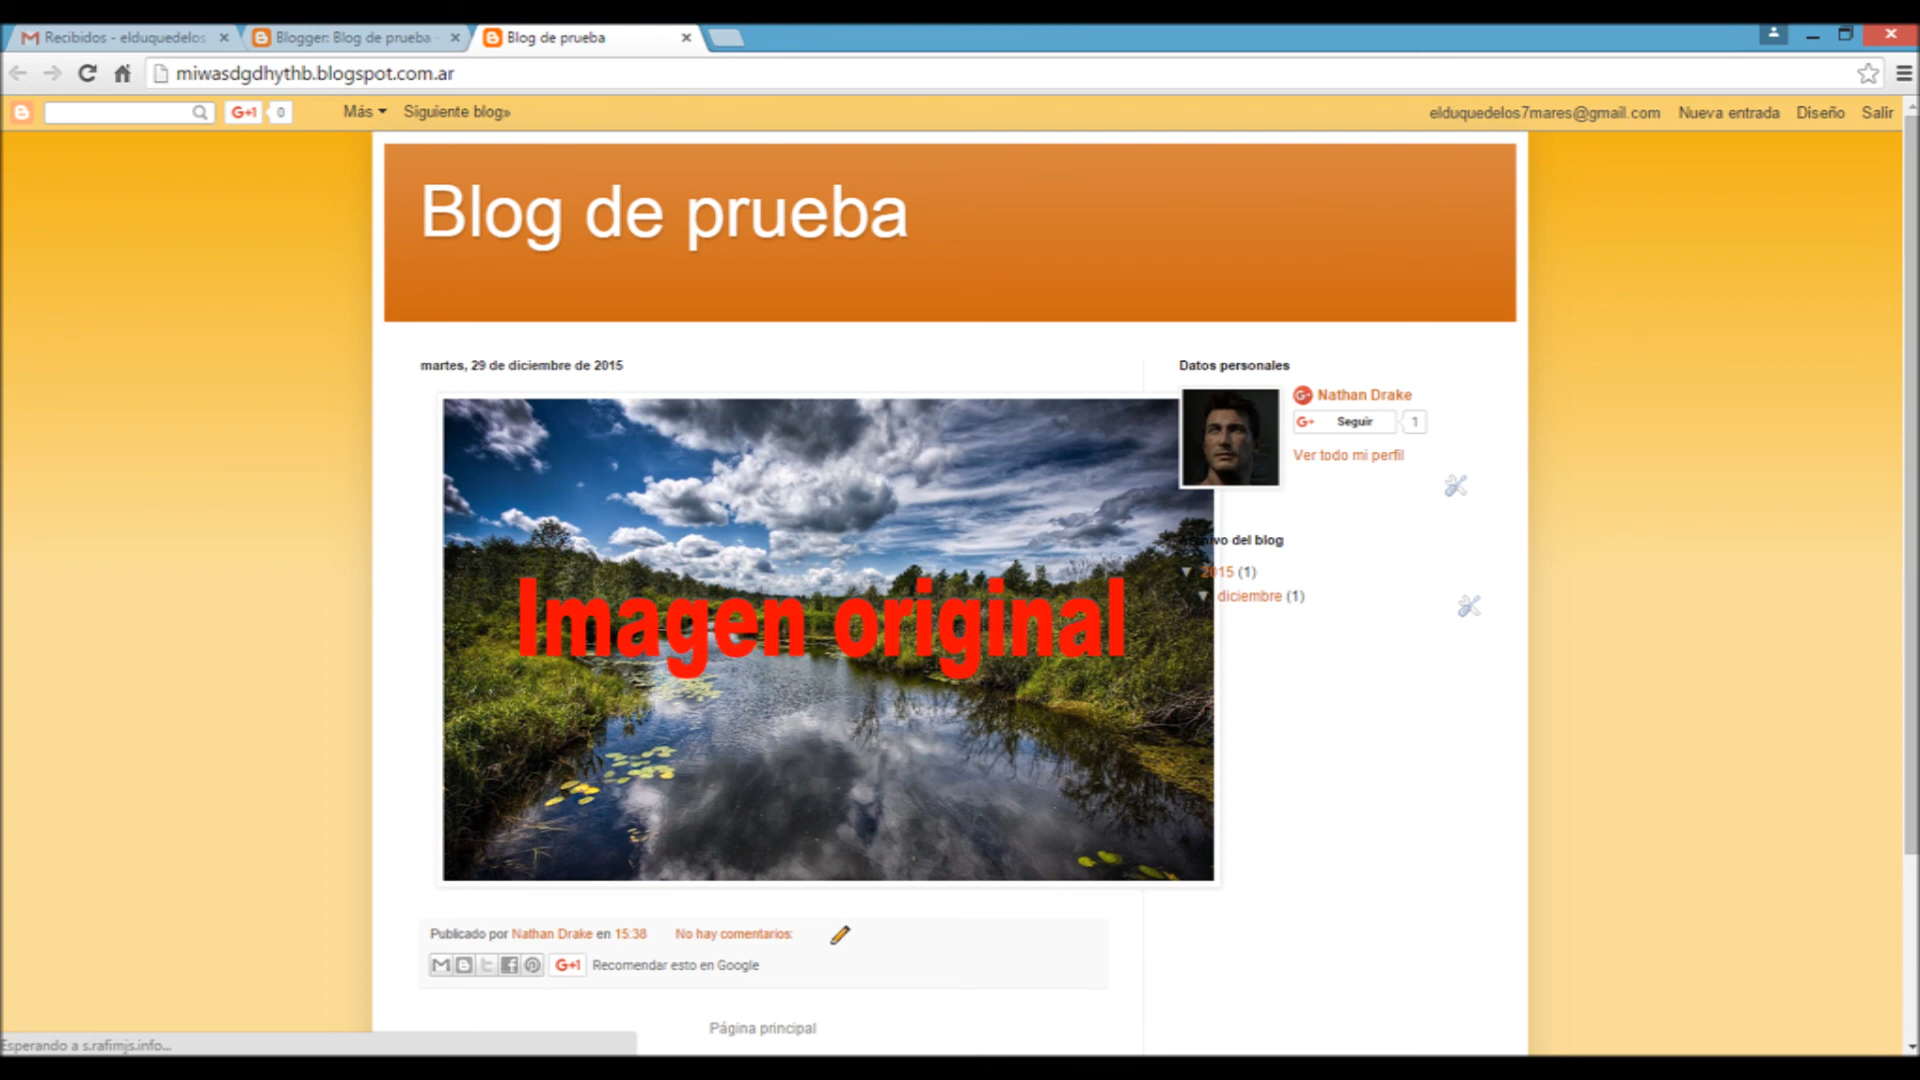 Recibidos - elduquedelos
Blogger: Blog de prueba -
Blog de prueba
miwasdgdhythb.blogspot.com.ar
G+1 0 Más Siguiente blog»
elduquedelos7mares@gmail.com Nueva entrada Diseño Salir
Blog de prueba
martes, 29 de diciembre de 2015
Imagen original
Publicado por Nathan Drake en 15:38 No hay comentarios:
G+1 Recomendar esto en Google
Página principal
Datos personales
Nathan Drake
G+ Seguir 1
Ver todo mi perfil
vo del blog
2015 (1)
diciembre (1)
Esperando a s.rafimjs.info...